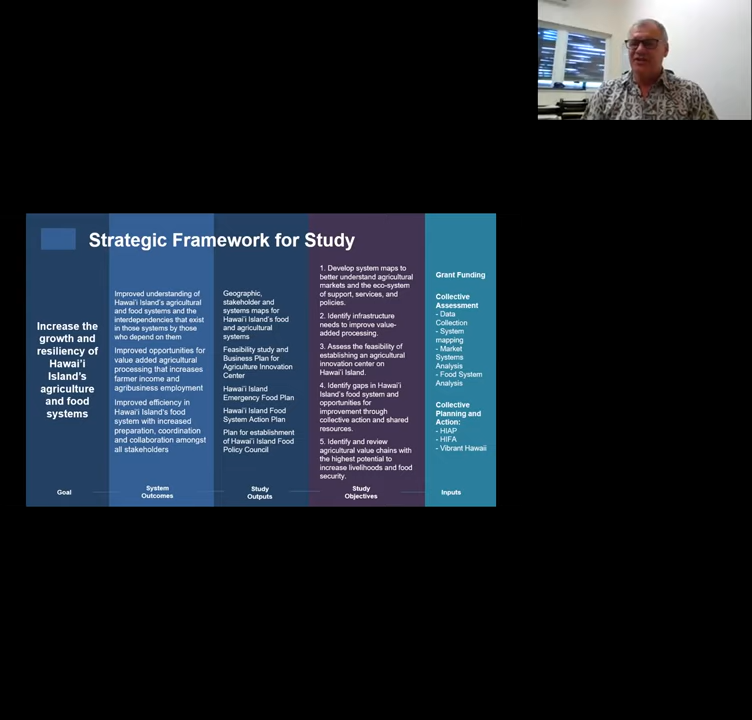 Strategic Framework for Study
Increase the
growth and
resiliency of
Hawai'i
Island's
agriculture
and food
systems
Goal
Improved understanding of
Hawai'i Island's agricultural
and food systems and the
interdependencies that exist
in those systems by those
who depend on them
Improved opportunities for
value added agricultural
processing that increases
farmer income and
agribusiness employment
Improved efficiency in
Hawai'i Island's food
system with increased
preparation, coordination
and collaboration amongst
all stakeholders
System
Outcomes
Geographic,
stakeholder and
systems maps for
Hawai'i Island's food
and agricultural
systems
Feasibility study and
Business Plan for
Agriculture Innovation
Center
Hawai'i Island
Emergency Food Plan
Hawai'i Island Food
System Action Plan
Plan for establishment
of Hawai'i Island Food
Policy Council
Study
Outputs
1. Develop system maps to
better understand agricultural
markets and the eco-system
of support, services, and
policies.
2. Identify infrastructure
needs to improve value-
added processing.
3. Assess the feasibility of
establishing an agricultural
innovation center on
Hawai'i Island.
4. Identify gaps in Hawai'i
Island's food system and
opportunities for
improvement through
collective action and shared
resources.
5. Identify and review
agricultural value chains with
the highest potential to
increase livelihoods and food
security.
Study
Objectives
Grant Funding
Collective
Assessment
- Data
Collection
- System
mapping
- Market
Systems
Analysis
- Food System
Analysis
Collective
Planning and
Action:
- HIAP
- HIFA
- Vibrant Hawaii
Inputs